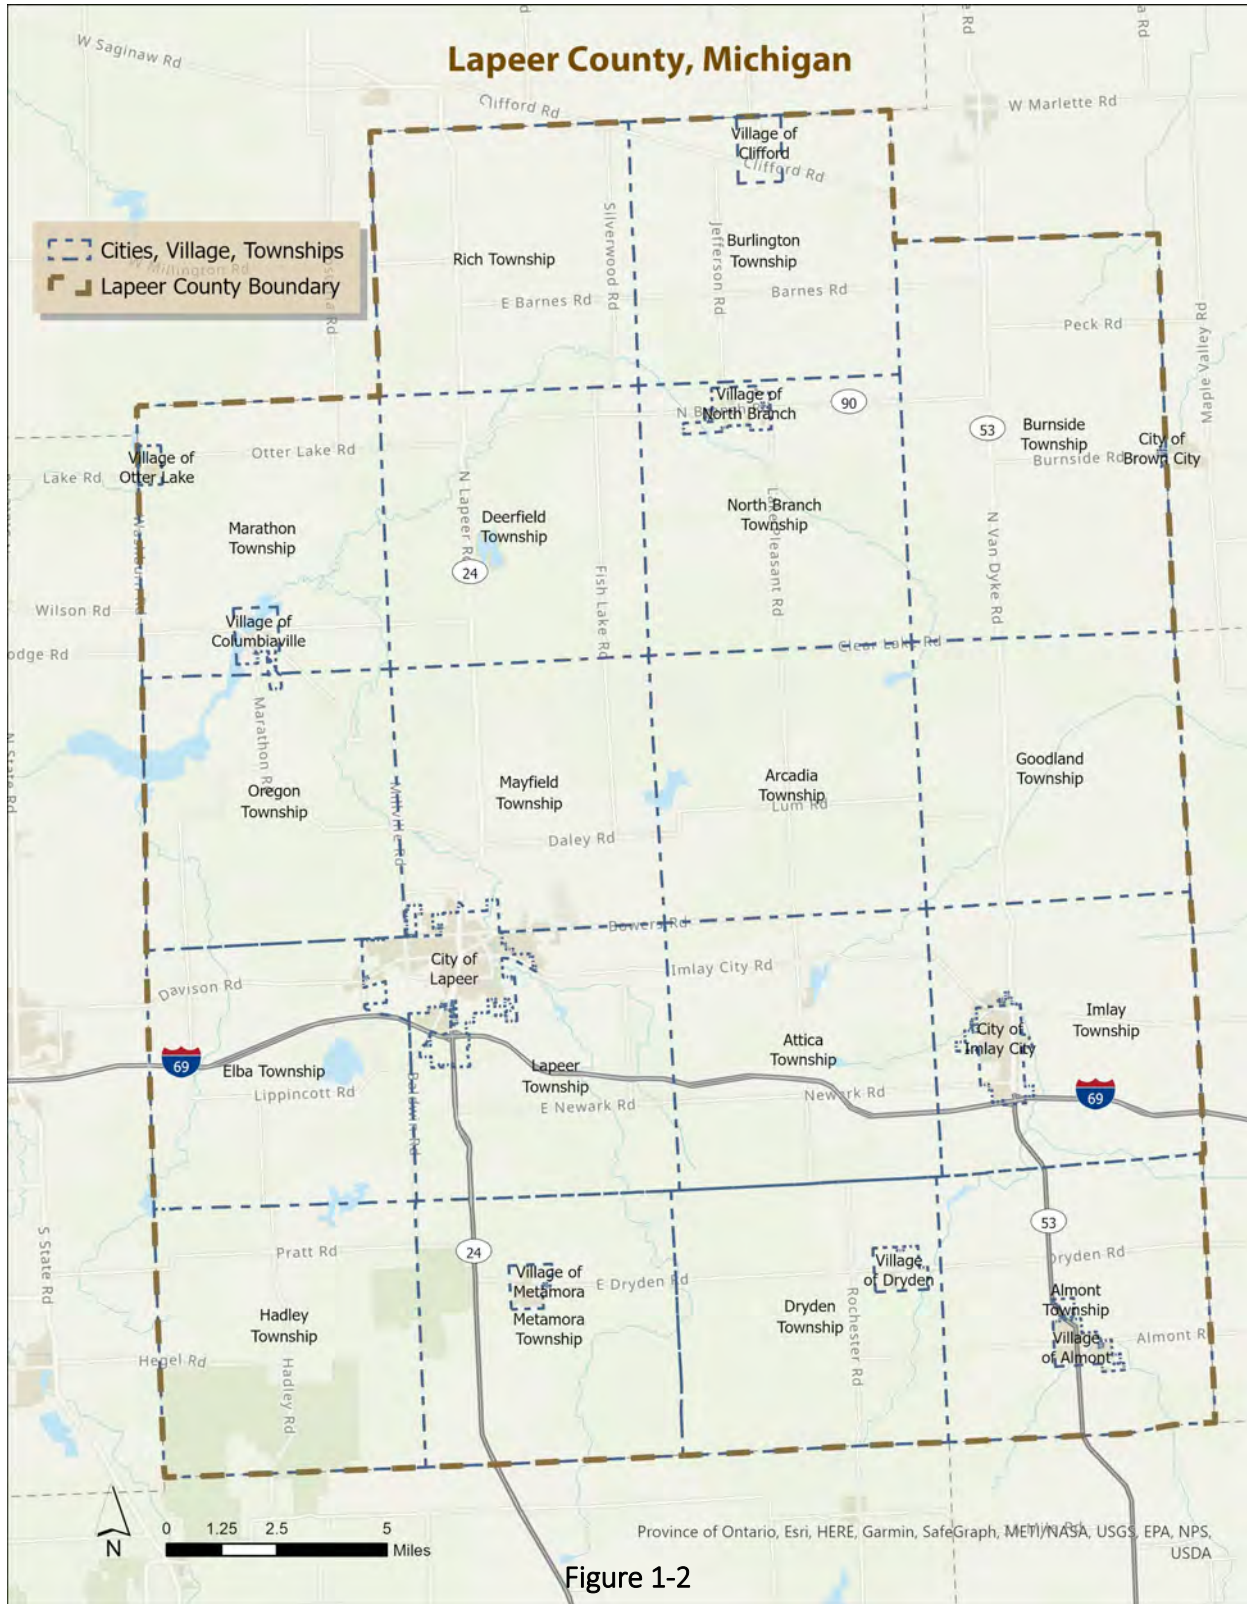 Lapeer County, Michigan
W Saginaw Rd
Clifford Rd
W Marlette Rd
Village of
Clifford
Clifford Rd
Cities, Village, Townships
Lapeer County Boundary
W Millington Rd
Rich Township
Silverwood Rd
Jefferson Rd
Burlington
Township
E Barnes Rd
Barnes Rd
Peck Rd
Maple Valley Rd
Village of
North Branch
90
53
Burnside
Township
Burnside Rd
City of
Brown City
Village of
Otter Lake
Otter Lake Rd
Lake Rd
N Lapeer Rd
Marathon
Township
Deerfield
Township
24
North Branch
Township
Lake Pleasant Rd
N Van Dyke Rd
Fish Lake Rd
Wilson Rd
Village of
Columbiaville
odge Rd
Clear Lake Rd
N State Rd
Marathon Rd
Oregon
Township
Millville Rd
Mayfield
Township
Arcadia
Township
Lum Rd
Goodland
Township
Daley Rd
Bowers Rd
City of
Lapeer
Davison Rd
Imlay City Rd
Imlay
Township
City of
Imlay City
Attica
Township
69
Elba Township
Lippincott Rd
Baldwin Rd
Lapeer
Township
E Newark Rd
Newark Rd
69
S State Rd
Pratt Rd
24
53
Dryden Rd
Village of
Metamora
E Dryden Rd
Village
of Dryden
Hadley
Township
Metamora
Township
Dryden
Township
Rochester Rd
Almont
Township
Village
of Almont
Almont R
Hegel Rd
Hadley Rd
N
0 1.25 2.5 5
Miles
Province of Ontario, Esri, HERE, Garmin, SafeGraph, METI/NASA, USGS, EPA, NPS,
USDA
Figure 1-2